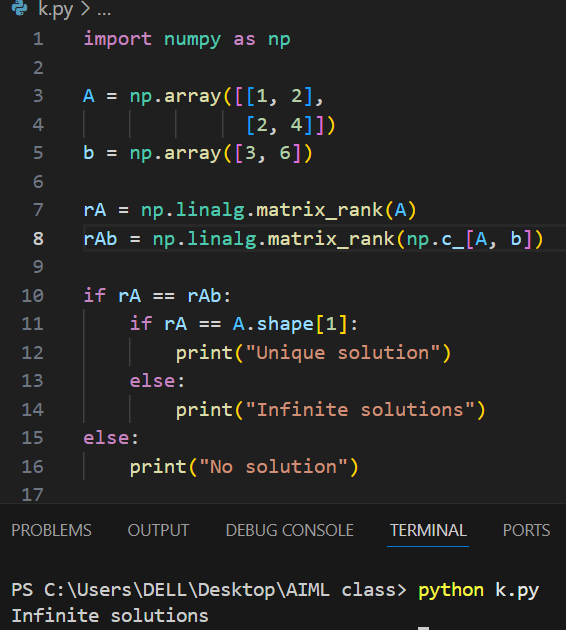 k.py > ...
1 import numpy as np
2
3 A = np.array([[1, 2],
4               [2, 4]])
5 b = np.array([3, 6])
6
7 rA = np.linalg.matrix_rank(A)
8 rAb = np.linalg.matrix_rank(np.c_[A, b])
9
10 if rA == rAb:
11     if rA == A.shape[1]:
12         print("Unique solution")
13     else:
14         print("Infinite solutions")
15 else:
16     print("No solution")
17
PROBLEMS OUTPUT DEBUG CONSOLE TERMINAL PORTS
PS C:\Users\DELL\Desktop\AIML class> python k.py
Infinite solutions